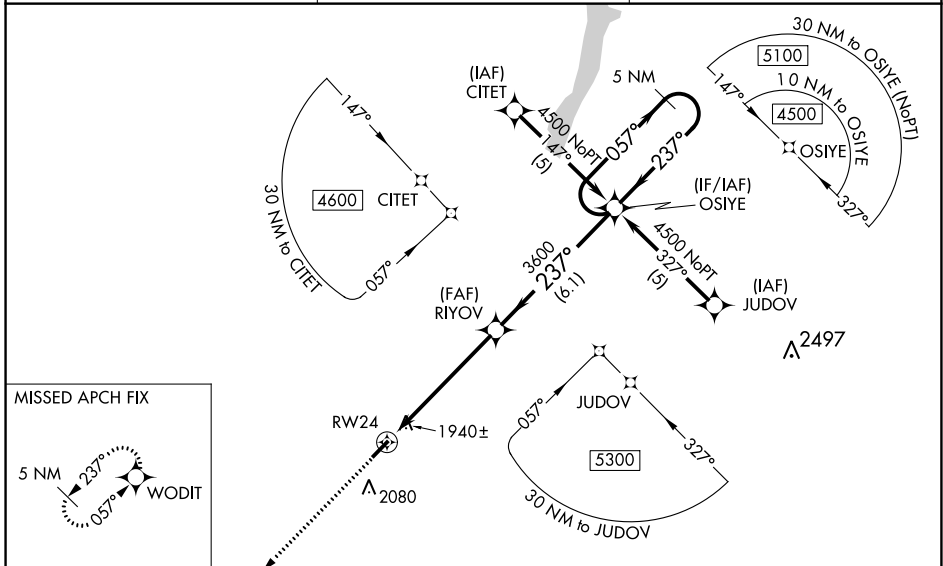 30 NM to OSIYE (NoPT)
5100
147°
10 NM to OSIYE
4500
OSIYE
327°
(IAF)
CITET
5 NM
4500 NoPT
147°
(5)
057°
237°
(IF/IAF)
OSIYE
147°
4600
CITET
30 NM to CITET
057°
4500 NoPT
327°
(5)
(IAF)
JUDOV
3600
237°
(6.1)
(FAF)
RIYOV
2497
MISSED APCH FIX
5 NM
237°
057°
WODIT
RW24
1940±
2080
JUDOV
057°
327°
5300
30 NM to JUDOV